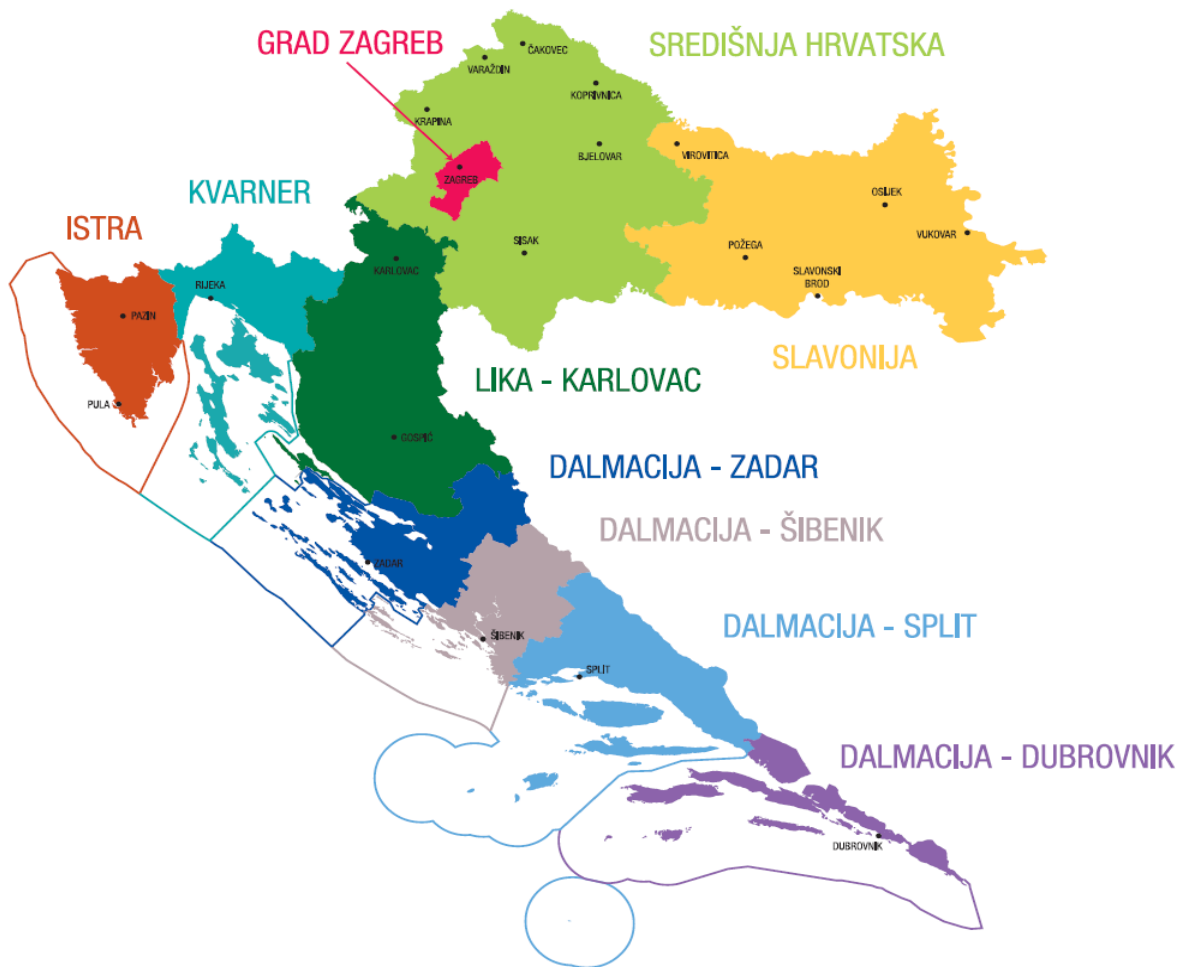 GRAD ZAGREB
SREDIŠNJA HRVATSKA
ČAKOVEC
VARAŽDIN
KOPRIVNICA
KRAPINA
BJELOVAR
VIROVITICA
ZAGREB
KVARNER
OSIJEK
ISTRA
VUKOVAR
SISAK
POŽEGA
KARLOVAC
SLAVONSKI
BROD
RIJEKA
PAZIN
SLAVONIJA
LIKA - KARLOVAC
PULA
GOSPIĆ
DALMACIJA - ZADAR
DALMACIJA - ŠIBENIK
ZADAR
DALMACIJA - SPLIT
ŠIBENIK
SPLIT
DALMACIJA - DUBROVNIK
DUBROVNIK